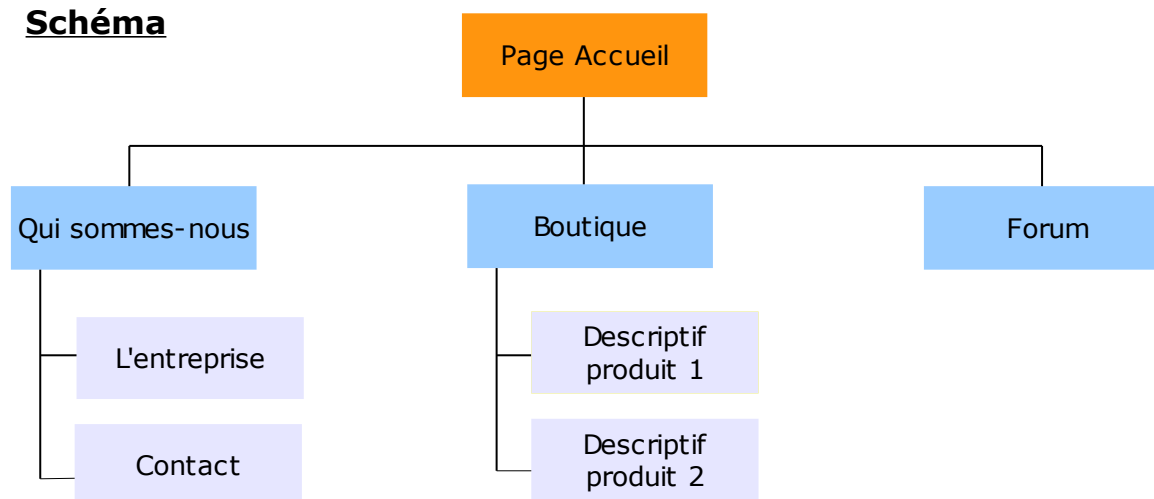 Schéma
Page Accueil
Qui sommes-nous
Boutique
Forum
L'entreprise
Contact
Descriptif
produit 1
Descriptif
produit 2